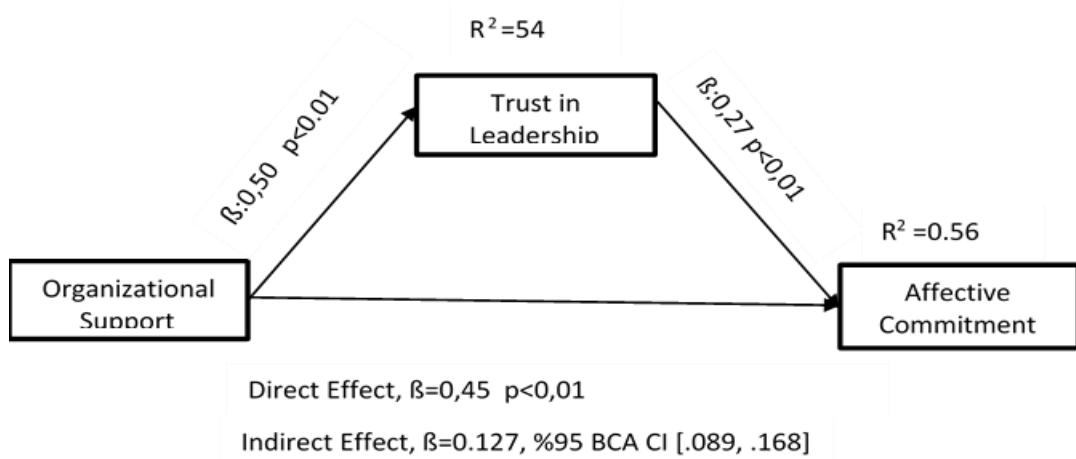 R²=54
Trust in
Leadership
ß:0,50 p<0.01
ß:0,27 p<0,01
R² =0.56
Organizational
Support
Affective
Commitment
Direct Effect, ß=0,45 p<0,01
Indirect Effect, ß=0.127, %95 BCA CI [.089, .168]